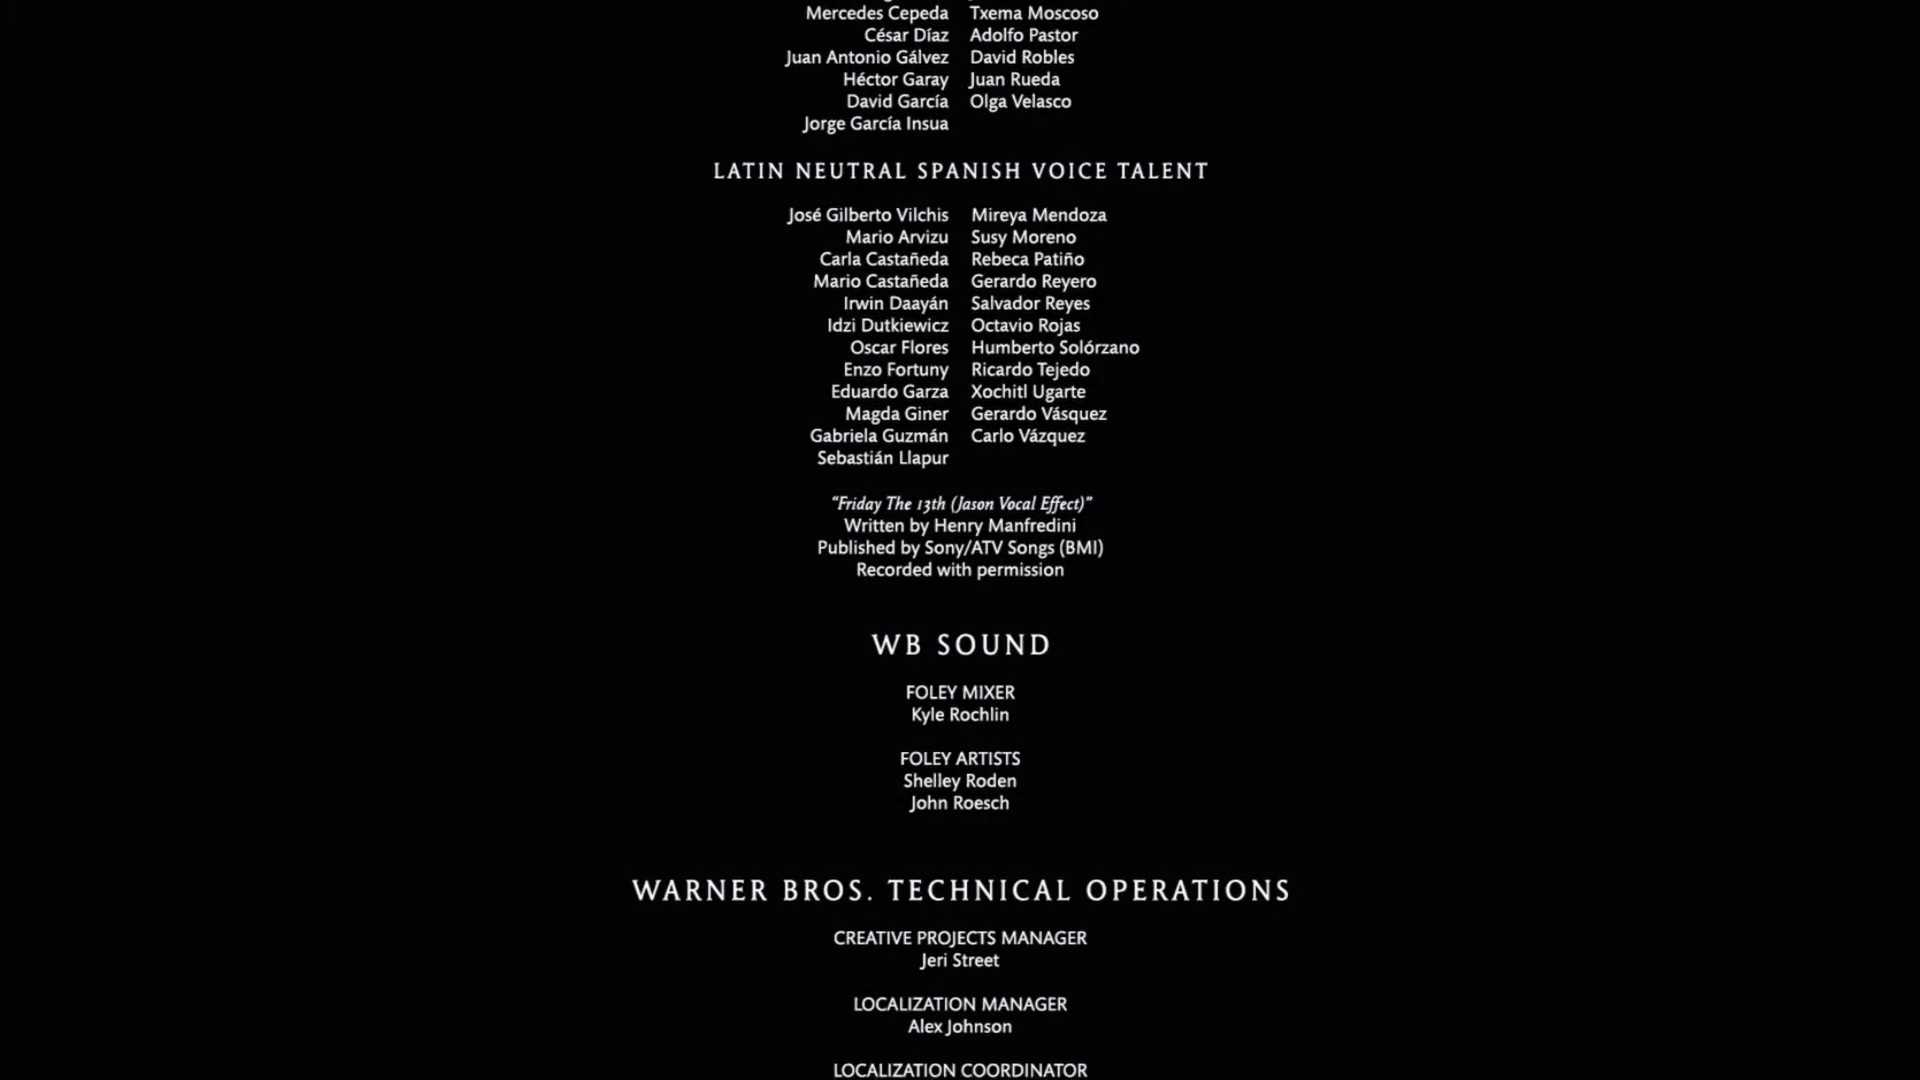 Mercedes Cepeda Txema Moscoso
César Díaz Adolfo Pastor
Juan Antonio Gálvez David Robles
Héctor Garay Juan Rueda
David García Olga Velasco
Jorge García Insua
LATIN NEUTRAL SPANISH VOICE TALENT
José Gilberto Vilchis Mireya Mendoza
Mario Arvizu Susy Moreno
Carla Castañeda Rebeca Patiño
Mario Castañeda Gerardo Reyero
Irwin Daayán Salvador Reyes
Idzi Dutkiewicz Octavio Rojas
Oscar Flores Humberto Solórzano
Enzo Fortuny Ricardo Tejedo
Eduardo Garza Xochitl Ugarte
Magda Giner Gerardo Vásquez
Gabriela Guzmán Carlo Vázquez
Sebastián Llapur
“Friday The 13th (Jason Vocal Effect)”
Written by Henry Manfredini
Published by Sony/ATV Songs (BMI)
Recorded with permission
WB SOUND
FOLEY MIXER
Kyle Rochlin
FOLEY ARTISTS
Shelley Roden
John Roesch
WARNER BROS. TECHNICAL OPERATIONS
CREATIVE PROJECTS MANAGER
Jeri Street
LOCALIZATION MANAGER
Alex Johnson
LOCALIZATION COORDINATOR